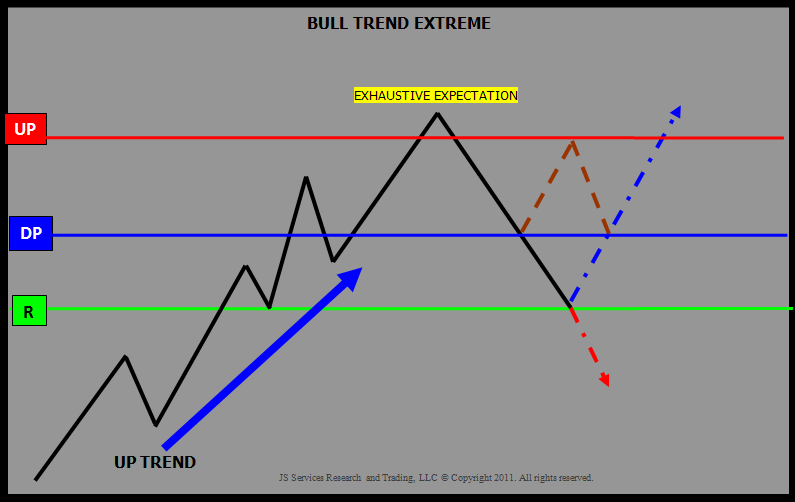 BULL TREND EXTREME
EXHAUSTIVE EXPECTATION
UP
DP
R
UP TREND
JS Services Research and Trading, LLC © Copyright 2011. All rights reserved.